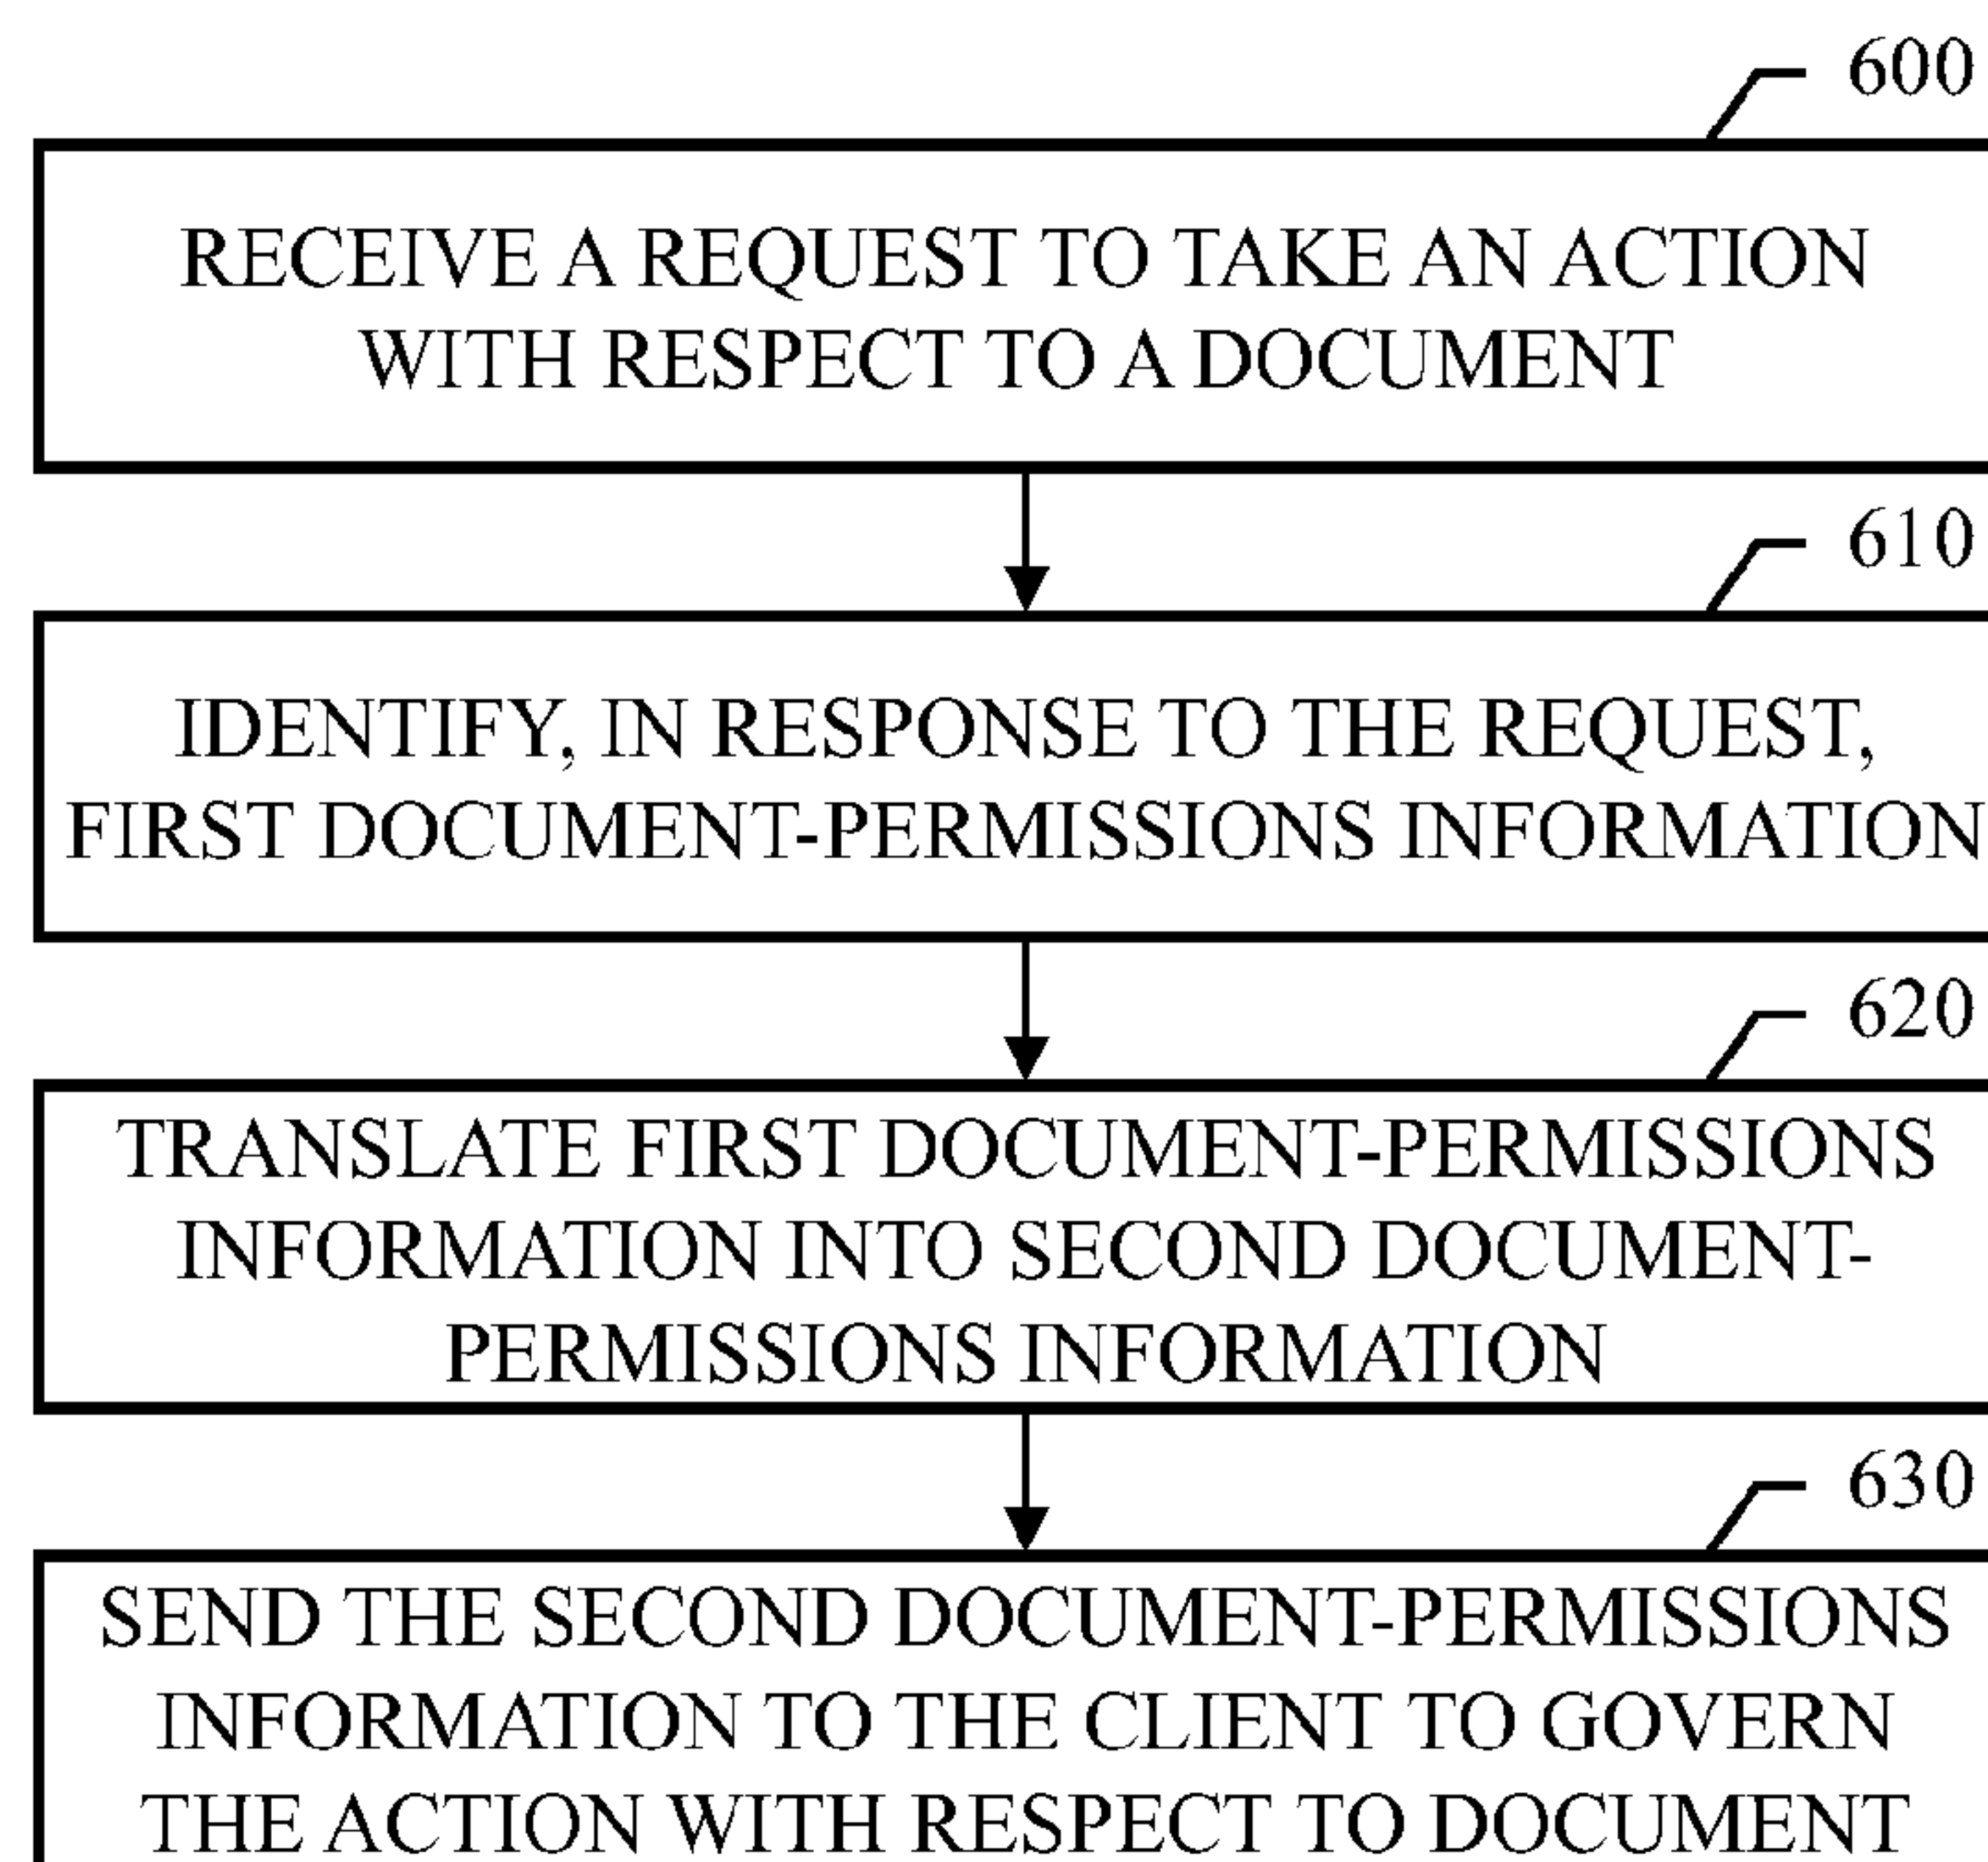 600
RECEIVE A REQUEST TO TAKE AN ACTION
WITH RESPECT TO A DOCUMENT
610
IDENTIFY, IN RESPONSE TO THE REQUEST,
FIRST DOCUMENT-PERMISSIONS INFORMATION
620
TRANSLATE FIRST DOCUMENT-PERMISSIONS
INFORMATION INTO SECOND DOCUMENT-
PERMISSIONS INFORMATION
630
SEND THE SECOND DOCUMENT-PERMISSIONS
INFORMATION TO THE CLIENT TO GOVERN
THE ACTION WITH RESPECT TO DOCUMENT